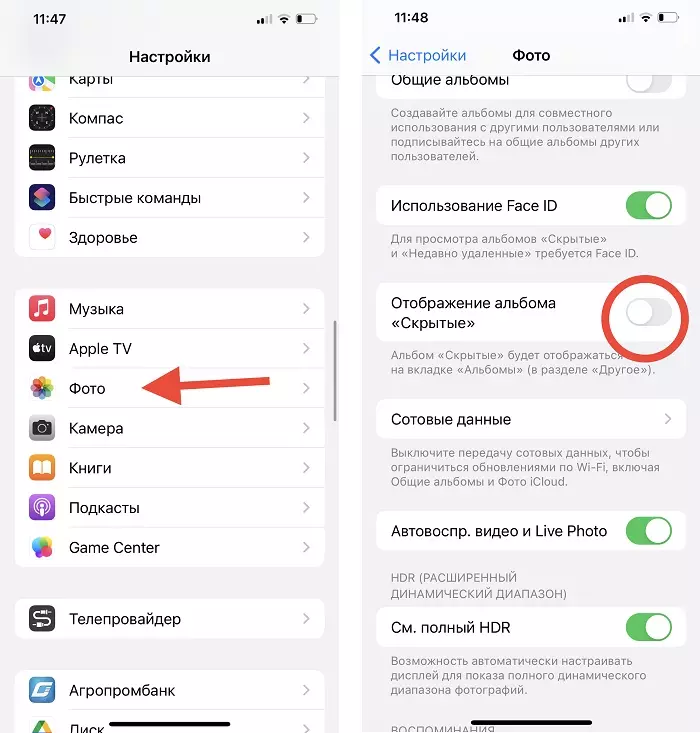 11:47
Настройки
Карты
Компас
Рулетка
Быстрые команды
Здоровье
Музыка
Apple TV
Фото
Камера
Книги
Подкасты
Game Center
Телепровайдер
Агропромбанк
Диск
11:48
Настройки
Фото
Общие альбомы
Создавайте альбомы для совместного
использования с другими пользователями или
подписывайтесь на общие альбомы других
пользователей.
Использование Face ID
Для просмотра альбомов «Скрытые»
и «Недавно удаленные» требуется Face ID.
Отображение альбома
«Скрытые»
Альбом «Скрытые» будет отображаться
на вкладке «Альбомы» (в разделе «Другое»).
Сотовые данные
Выключите передачу сотовых данных, чтобы
ограничиться обновлениями по Wi-Fi, включая
Общие альбомы и Фото iCloud.
Автовоспр. видео и Live Photo
HDR (РАСШИРЕННЫЙ
ДИНАМИЧЕСКИЙ ДИАПАЗОН)
См. полный HDR
Возможность автоматически настраивать
дисплей для показа полного динамического
диапазона фотографий.
ВОСПОМИНАНИЯ